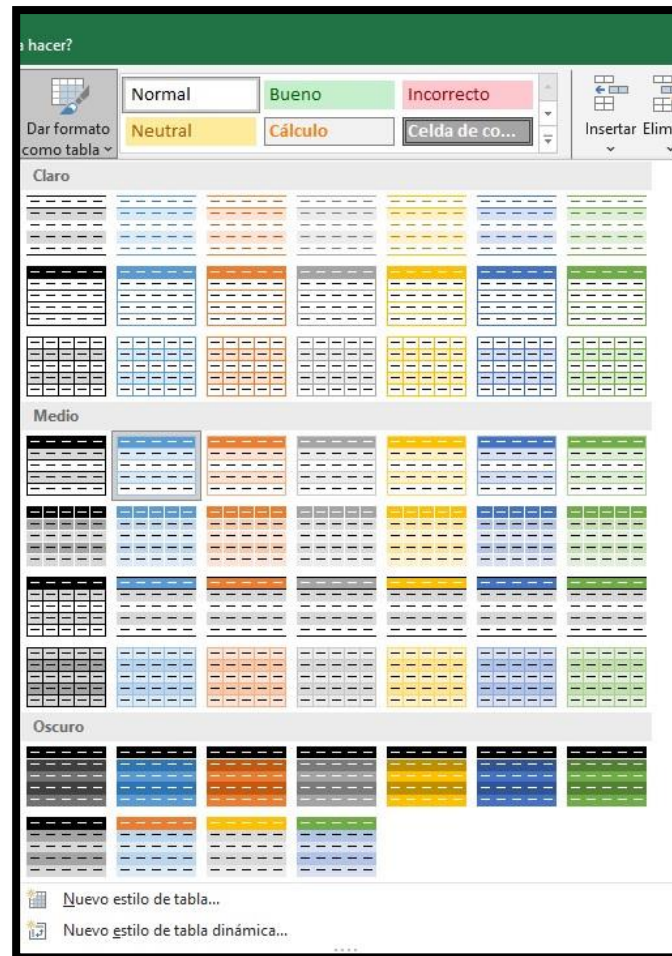 a hacer?
Normal Bueno Incorrecto
Dar formato
como tabla
Neutral Cálculo Celda de co...
Insertar Elim
Claro
Medio
Oscuro
Nuevo estilo de tabla...
Nuevo estilo de tabla dinámica...